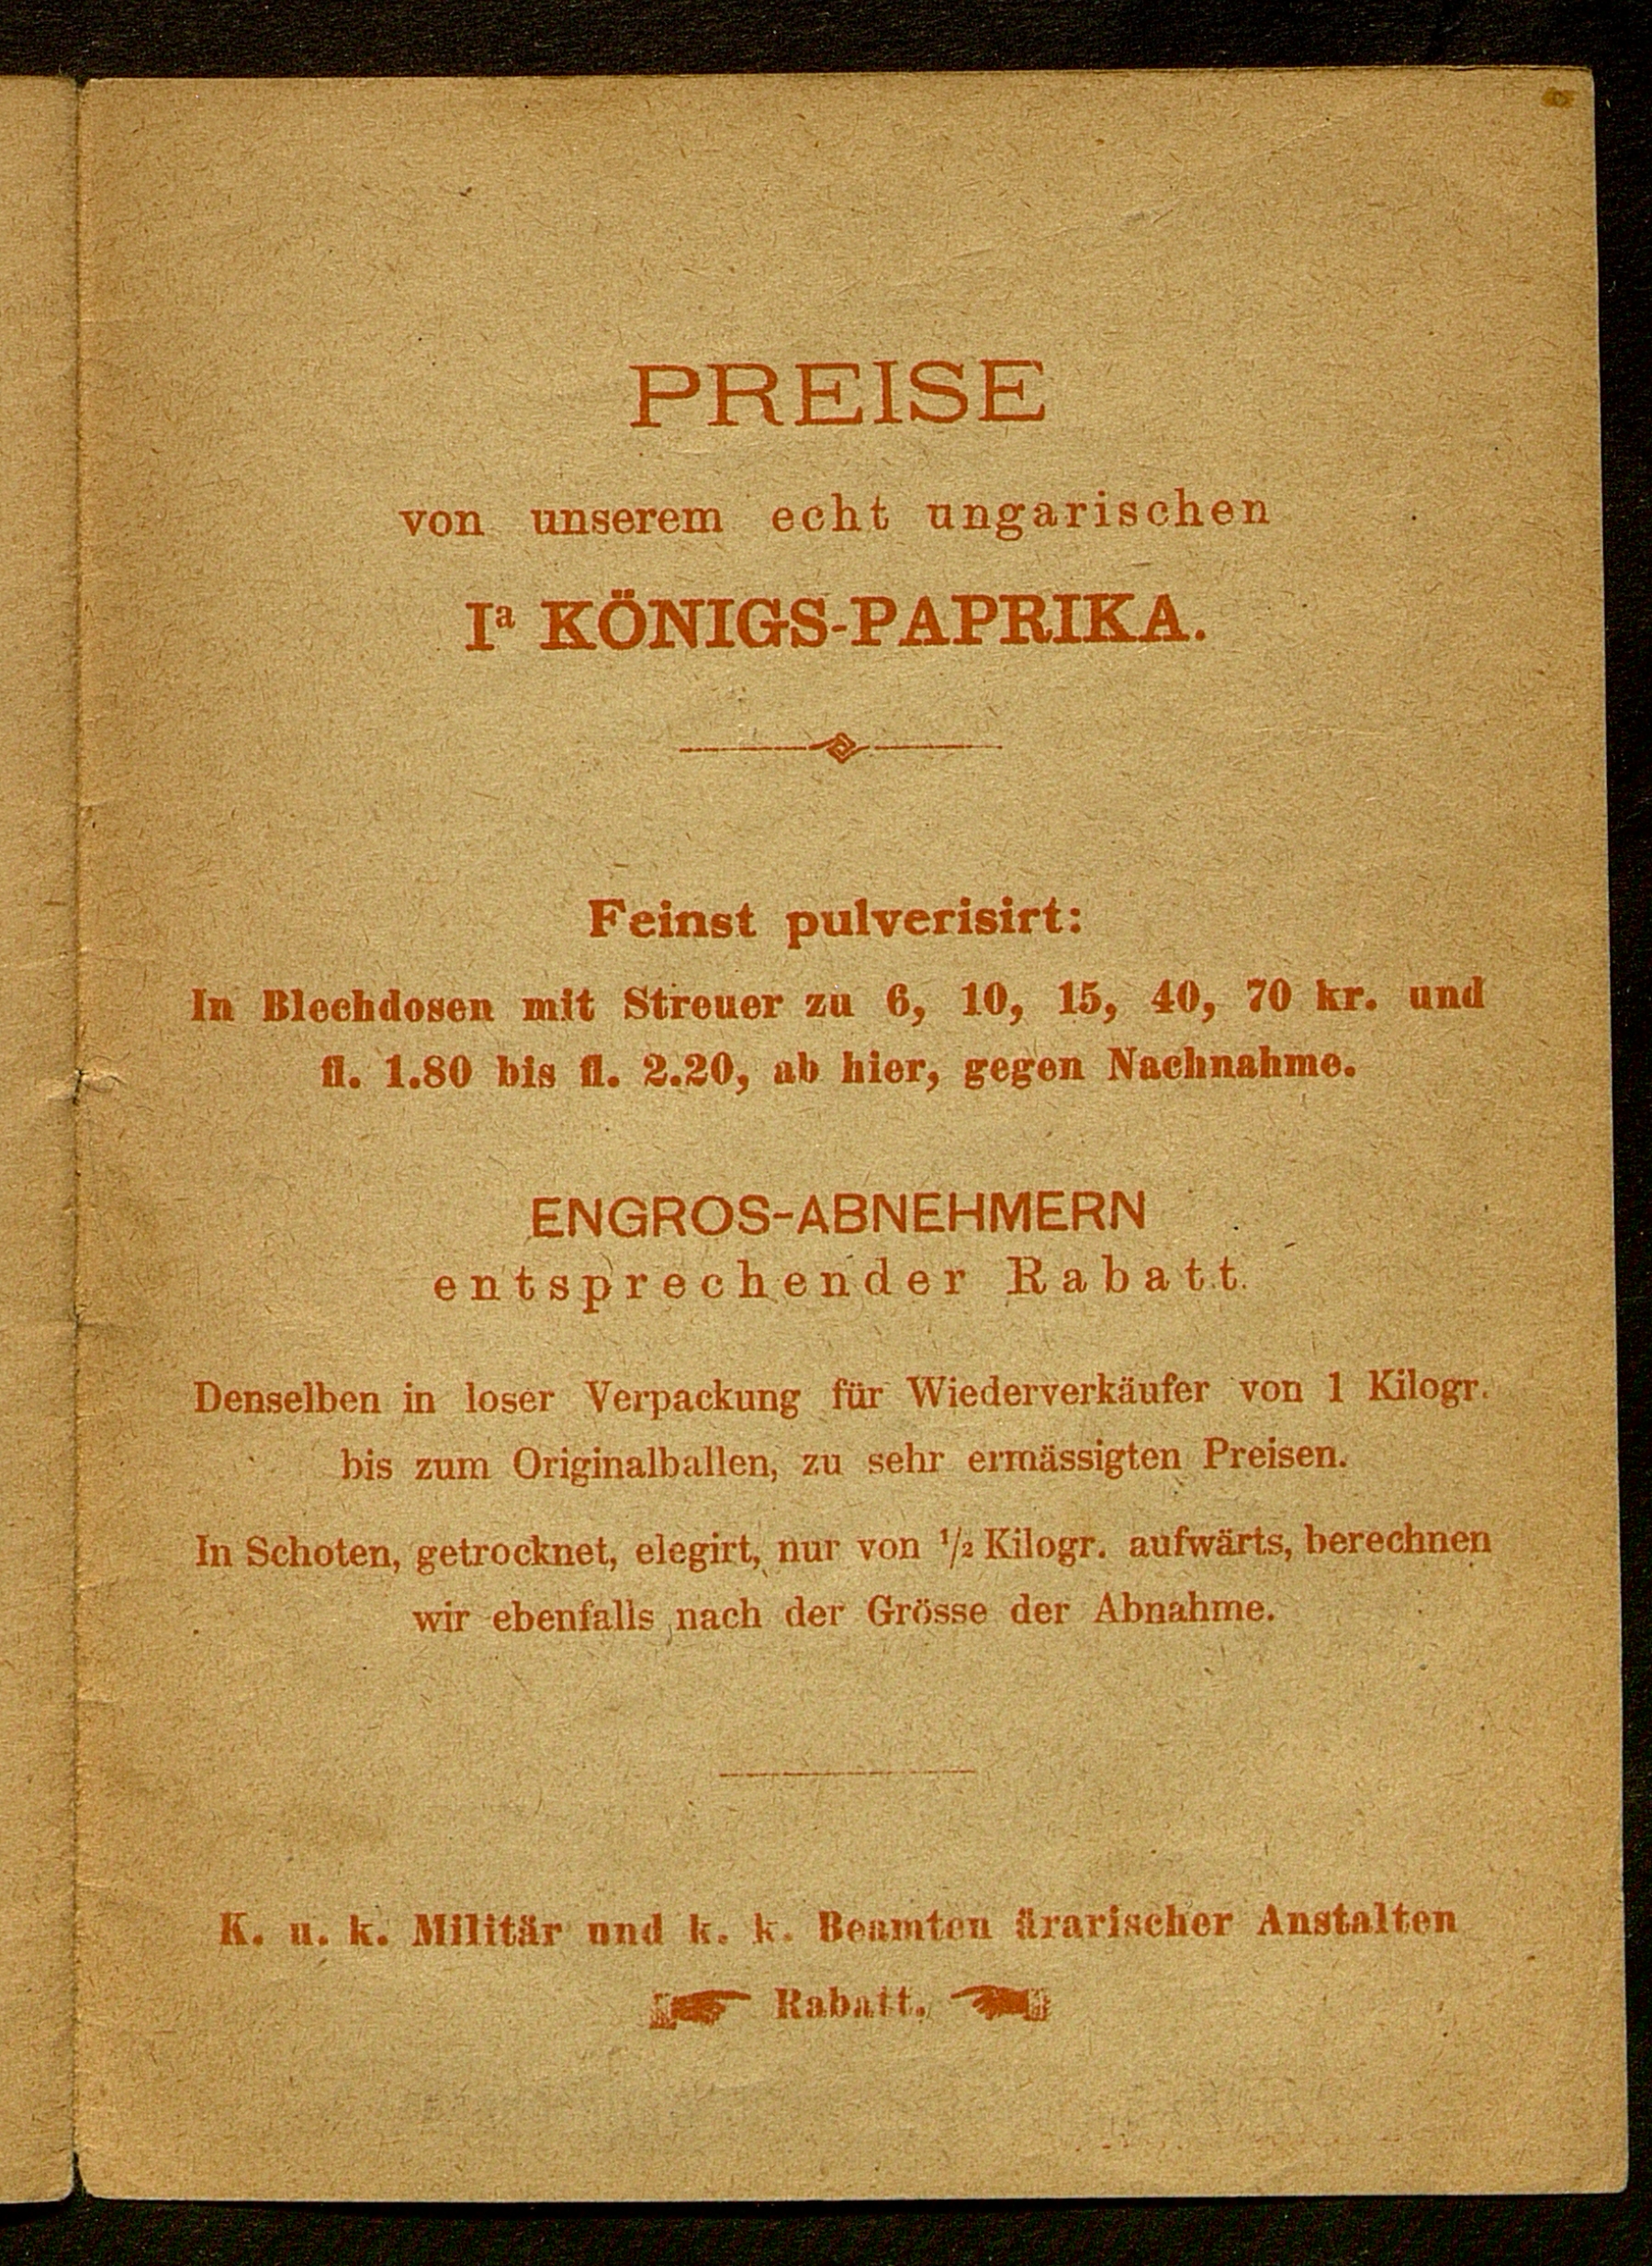 PREISE
von unserem echt ungarischen
Iª KÖNIGS-PAPRIKA.
Feinst pulverisirt:
In Blechdosen mit Streuer zu 6, 10, 15, 40, 70 kr. und
fl. 1.80 bis fl. 2.20, ab hier, gegen Nachnahme.
ENGROS-ABNEHMERN
entsprechender Rabatt.
Denselben in loser Verpackung für Wiederverkäufer von 1 Kilogr.
bis zum Originalballen, zu sehr ermässigten Preisen.
In Schoten, getrocknet, elegirt, nur von ½ Kilogr. aufwärts, berechnen
wir ebenfalls nach der Grösse der Abnahme.
K. u. k. Militär und k. k. Beamten ärarischer Anstalten
Rabatt.